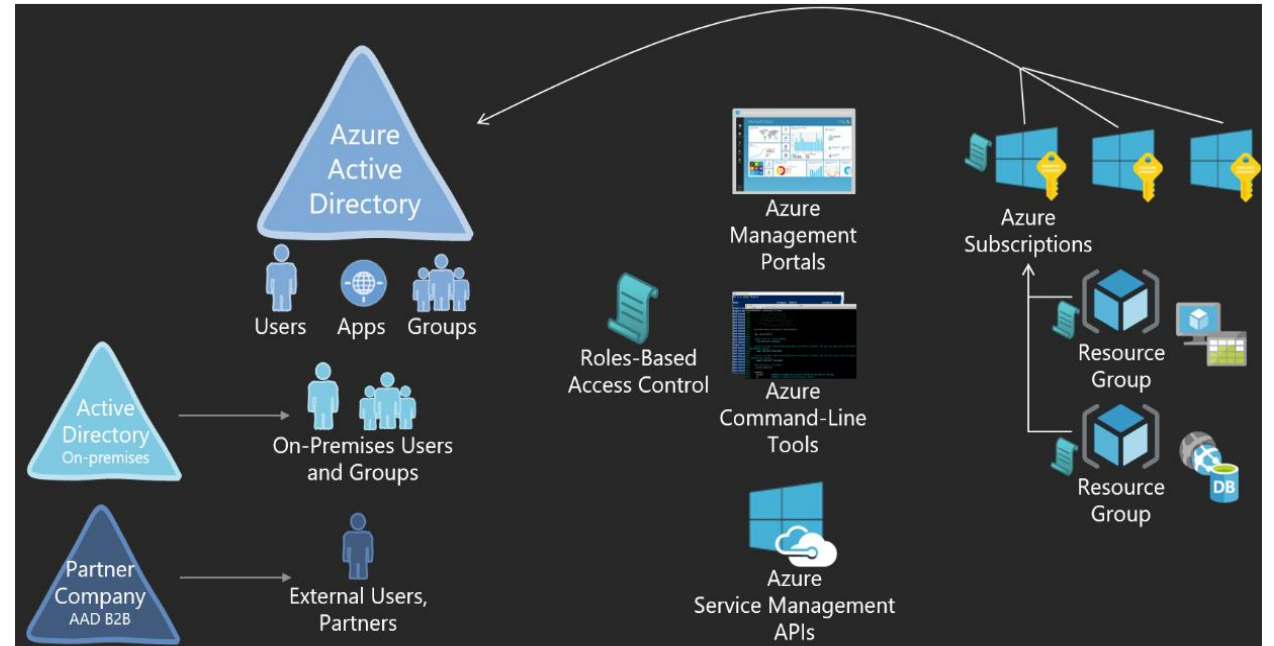 Azure
Active
Directory
Users
Apps
Groups
Active
Directory
On-premises
On-Premises Users
and Groups
Partner
Company
AAD B2B
External Users,
Partners
Roles-Based
Access Control
Azure
Management
Portals
Azure
Command-Line
Tools
Azure
Service Management
APIs
Azure
Subscriptions
Resource
Group
Resource
Group
DB